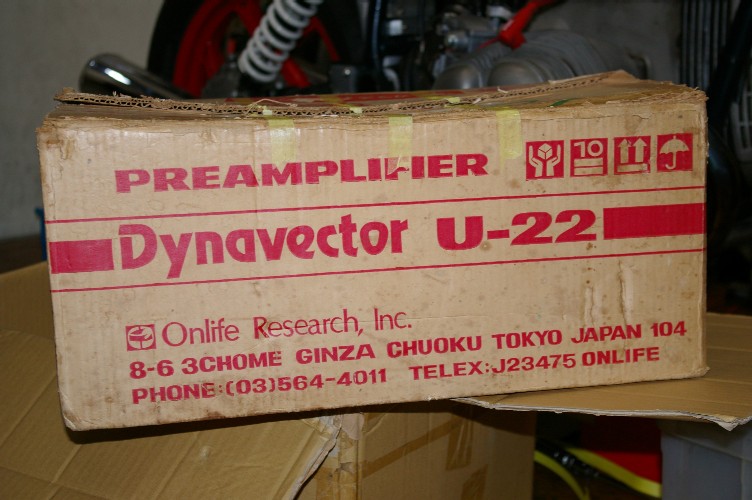 PREAMPLIFIER
10
Dynavector U-22
Onlife Research, Inc.
8-6 3CHOME GINZA CHUOKU TOKYO JAPAN 104
PHONE:(03)564-4011 TELEX:J23475 ONLIFE